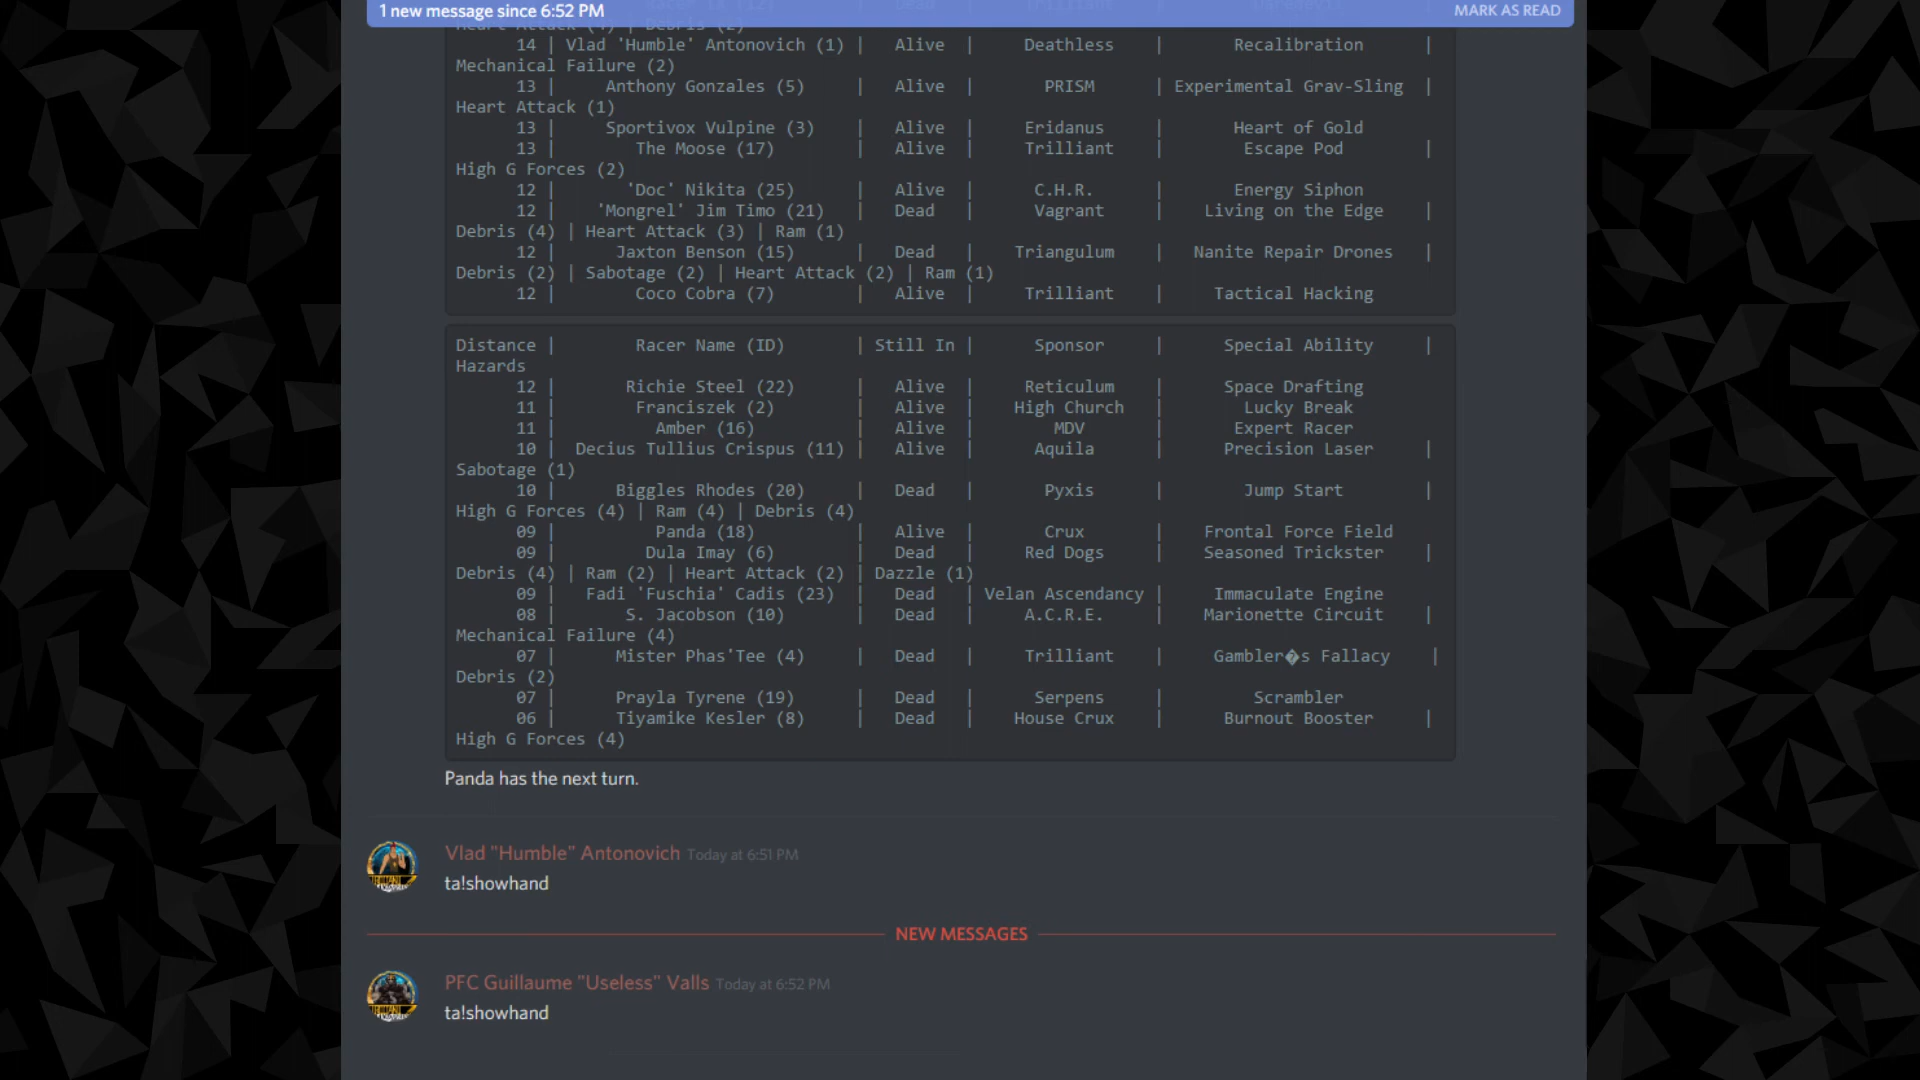 1 new message since 6:52 PM MARK AS READ
14 | Vlad 'Humble' Antonovich (1) | Alive | Deathless | Recalibration |
Mechanical Failure (2)
13 | Anthony Gonzales (5) | Alive | PRISM | Experimental Grav-Sling |
Heart Attack (1)
13 | Sportivox Vulpine (3) | Alive | Eridanus | Heart of Gold
13 | The Moose (17) | Alive | Trilliant | Escape Pod |
High G Forces (2)
12 | 'Doc' Nikita (25) | Alive | C.H.R. | Energy Siphon
12 | 'Mongrel' Jim Timo (21) | Dead | Vagrant | Living on the Edge |
Debris (4) | Heart Attack (3) | Ram (1)
12 | Jaxton Benson (15) | Dead | Triangulum | Nanite Repair Drones |
Debris (2) | Sabotage (2) | Heart Attack (2) | Ram (1)
12 | Coco Cobra (7) | Alive | Trilliant | Tactical Hacking
Distance | Racer Name (ID) | Still In | Sponsor | Special Ability |
Hazards
12 | Richie Steel (22) | Alive | Reticulum | Space Drafting
11 | Franciszek (2) | Alive | High Church | Lucky Break
11 | Amber (16) | Alive | MDV | Expert Racer
10 | Decius Tullius Crispus (11) | Alive | Aquila | Precision Laser |
Sabotage (1)
10 | Biggles Rhodes (20) | Dead | Pyxis | Jump Start |
High G Forces (4) | Ram (4) | Debris (4)
09 | Panda (18) | Alive | Crux | Frontal Force Field
09 | Dula Imay (6) | Dead | Red Dogs | Seasoned Trickster |
Debris (4) | Ram (2) | Heart Attack (2) | Dazzle (1)
09 | Fadi 'Fuschia' Cadis (23) | Dead | Velan Ascendancy | Immaculate Engine
08 | S. Jacobson (10) | Dead | A.C.R.E. | Marionette Circuit |
Mechanical Failure (4)
07 | Mister Phas'Tee (4) | Dead | Trilliant | Gambler�s Fallacy |
Debris (2)
07 | Prayla Tyrene (19) | Dead | Serpens | Scrambler
06 | Tiyamike Kesler (8) | Dead | House Crux | Burnout Booster |
High G Forces (4)
Panda has the next turn.
Vlad "Humble" Antonovich Today at 6:51 PM
ta!showhand
NEW MESSAGES
PFC Guillaume "Useless" Valls Today at 6:52 PM
ta!showhand